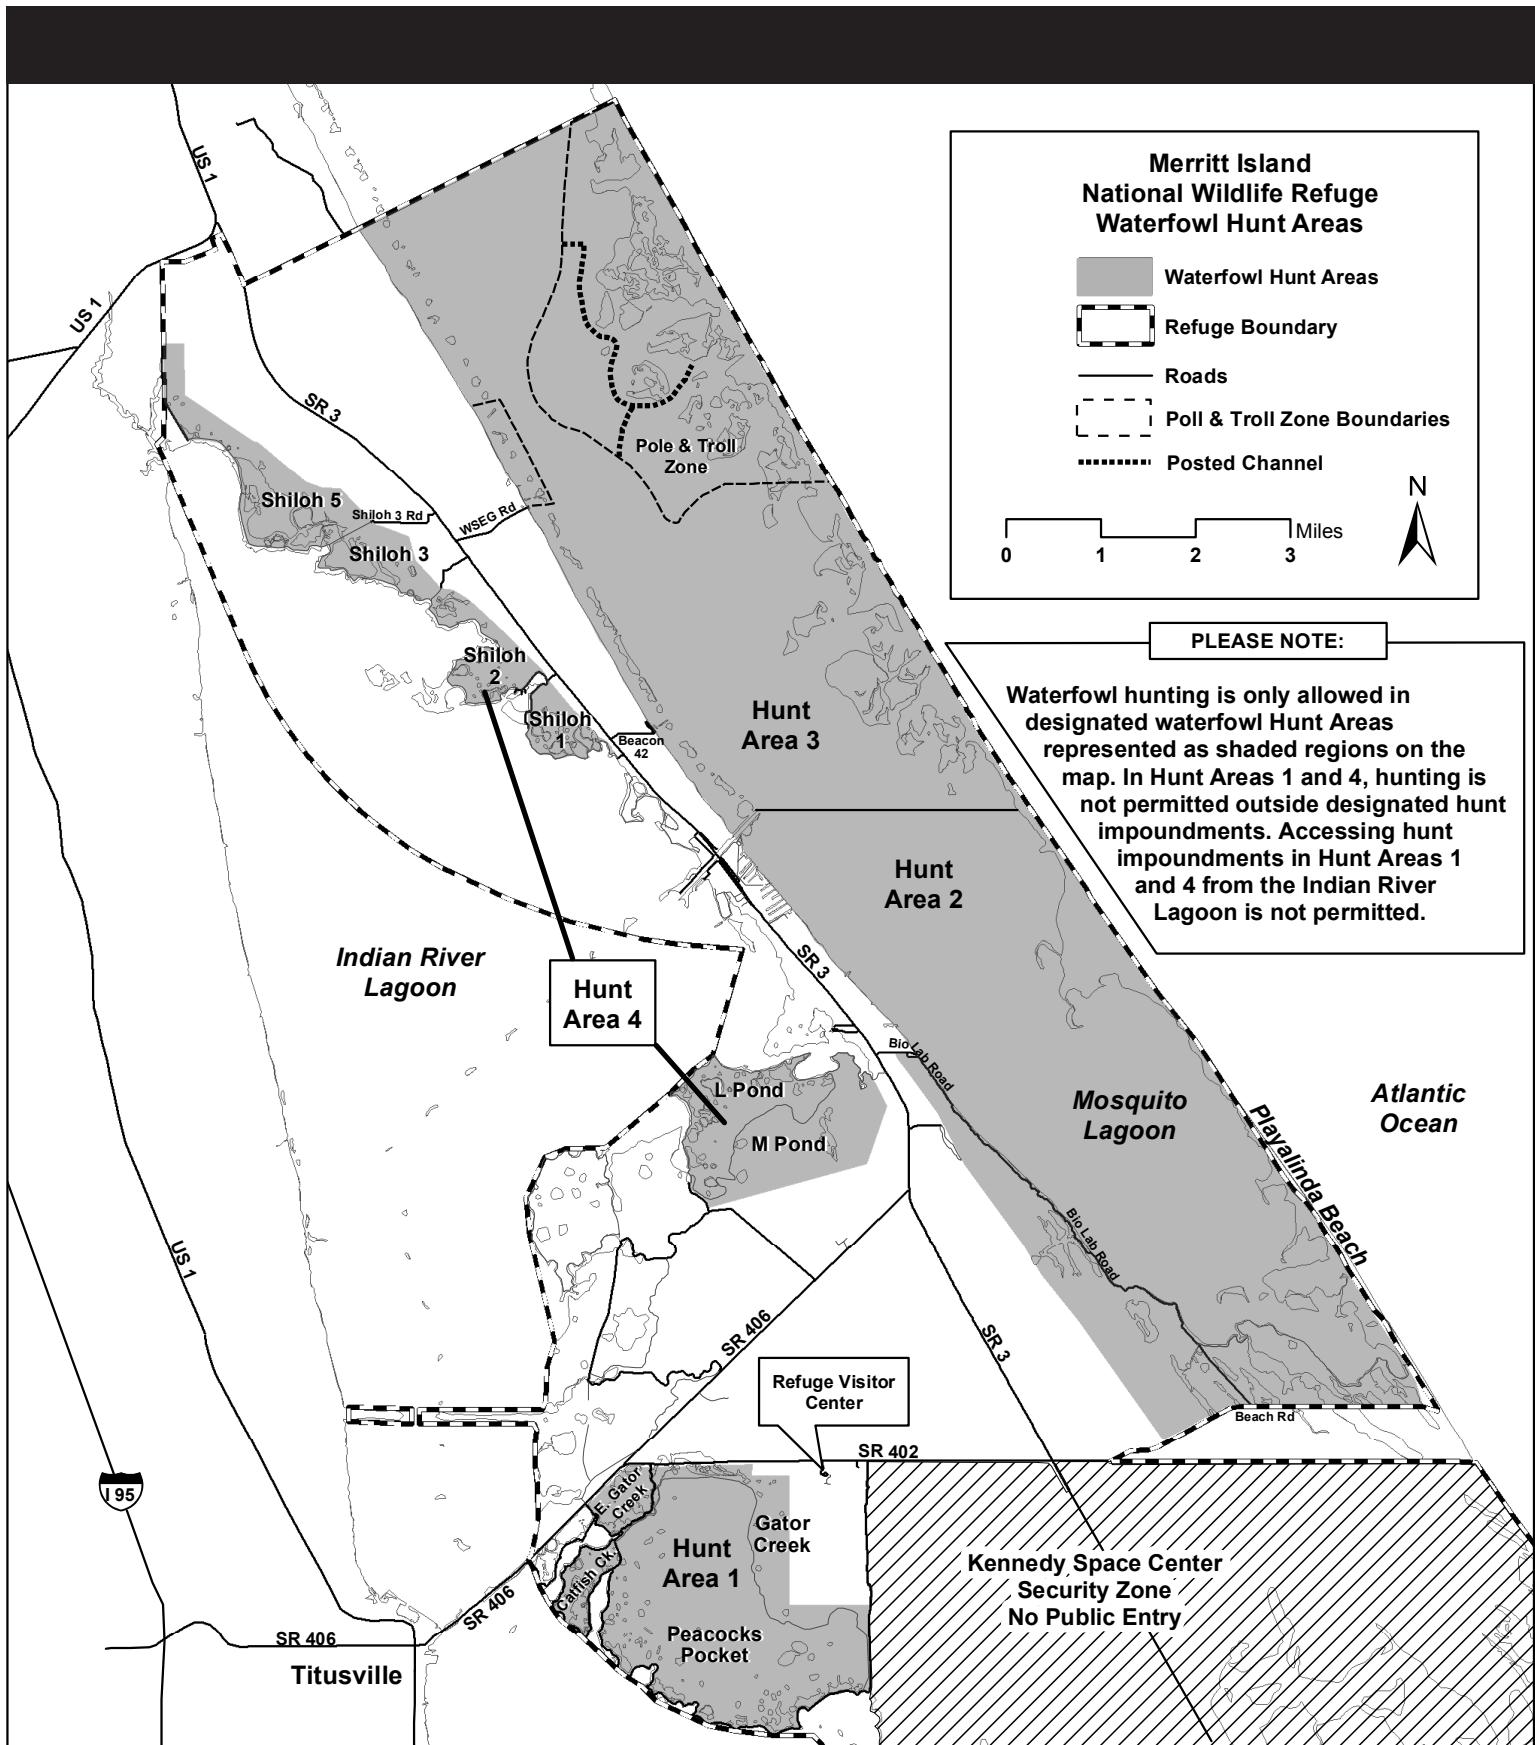 Merritt Island
National Wildlife Refuge
Waterfowl Hunt Areas
Waterfowl Hunt Areas
Refuge Boundary
Roads
Poll & Troll Zone Boundaries
Posted Channel
N
Miles
0 1 2 3
PLEASE NOTE:
Waterfowl hunting is only allowed in
designated waterfowl Hunt Areas
represented as shaded regions on the
map. In Hunt Areas 1 and 4, hunting is
not permitted outside designated hunt
impoundments. Accessing hunt
impoundments in Hunt Areas 1
and 4 from the Indian River
Lagoon is not permitted.
US 1
US 1
SR 3
Pole & Troll
Zone
Shiloh 5
Shiloh 3 Rd
WSEG Rd
Shiloh 3
Shiloh
2
Shiloh
1
Beacon
42
Hunt
Area 3
Hunt
Area 2
Indian River
Lagoon
SR 3
Hunt
Area 4
Bio Lab Road
L Pond
M Pond
Mosquito
Lagoon
Atlantic
Ocean
Playalinda Beach
Bio Lab Road
US 1
SR 406
SR 3
Refuge Visitor
Center
Beach Rd
SR 402
I 95
E. Gator
Creek
Gator
Creek
Hunt
Area 1
Catfish Ck.
Kennedy Space Center
Security Zone
No Public Entry
SR 406
Peacocks
Pocket
SR 406
Titusville